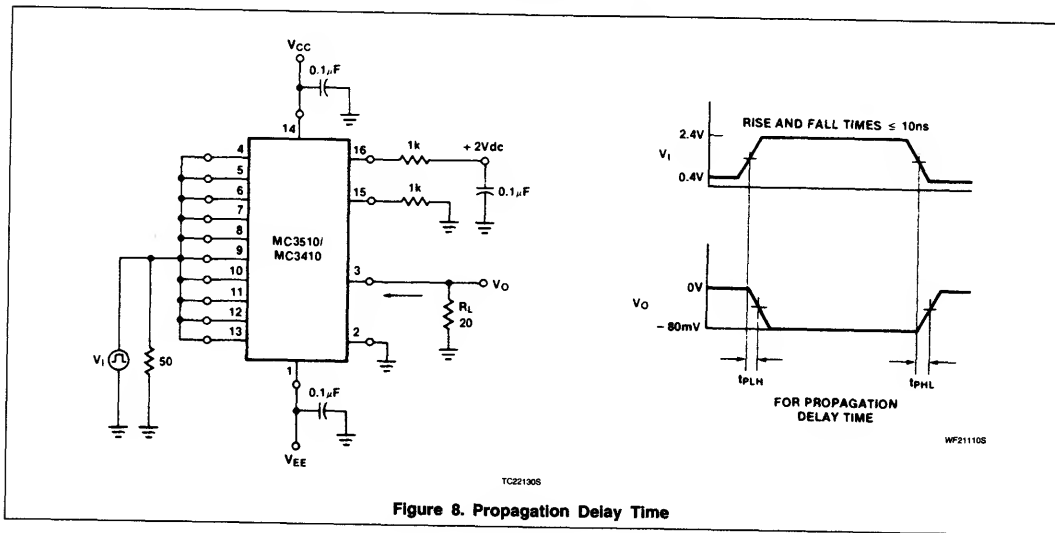 VCC
0.1μF
14
4
5
6
7
8
9
10
11
12
13
16
1k
+ 2Vdc
0.1μF
15
1k
MC3510/
MC3410
3
VO
RL
20
2
VI
50
1
0.1μF
VEE
TC22130S
RISE AND FALL TIMES ≤ 10ns
2.4V
VI
0.4V
0V
VO
– 80mV
tPLH
tPHL
FOR PROPAGATION
DELAY TIME
WF21110S
Figure 8. Propagation Delay Time